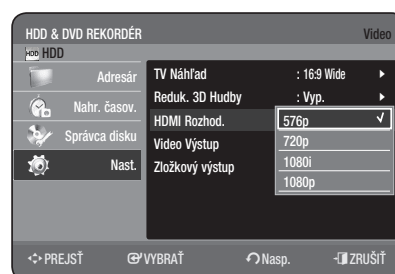 HDD & DVD REKORDÉR Video
HDD HDD
Adresár
Nahr. časov.
Správca disku
Nast.
TV Náhľad : 16:9 Wide
Reduk. 3D Hudby : Vyp.
HDMI Rozhod.
Video Výstup
Zložkový výstup
576p
720p
1080i
1080p
PREJSŤ VYBRAŤ Nasp. ZRUŠIŤ